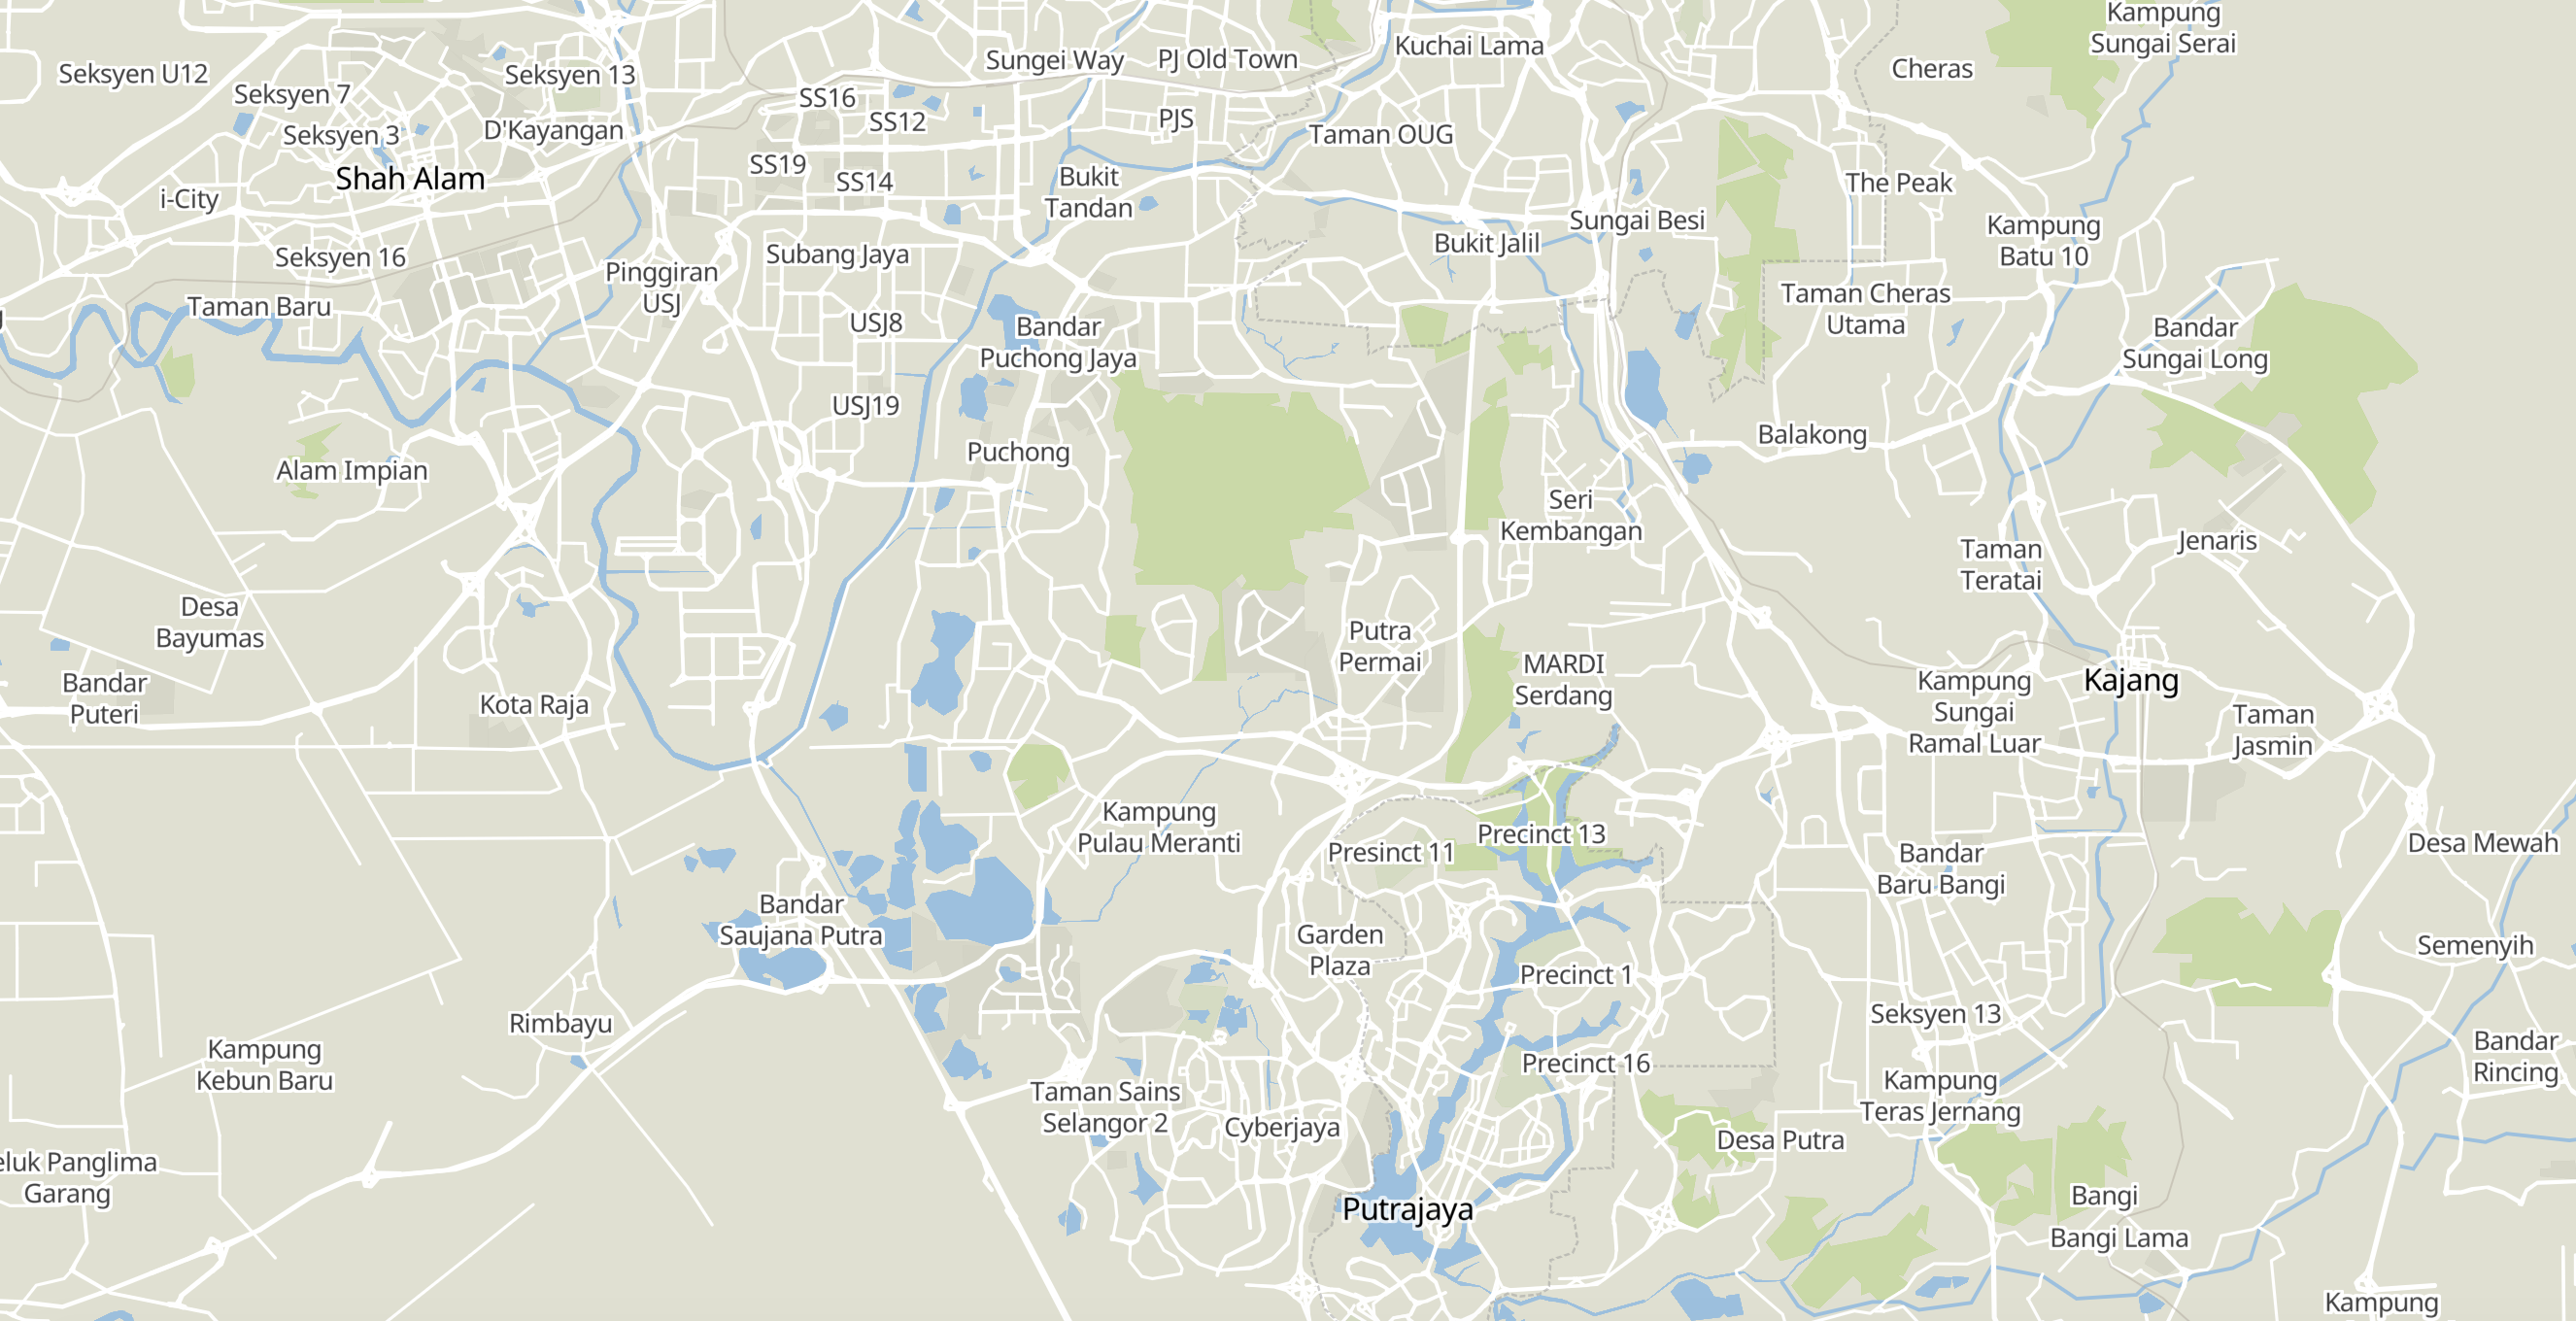 Kampung
Sungai Serai
Kuchai Lama
Sungei Way
PJ Old Town
Cheras
Seksyen U12
Seksyen 13
Seksyen 7
SS16
SS12
PJS
D'Kayangan
Seksyen 3
Taman OUG
SS19
Shah Alam
SS14
The Peak
i-City
Bukit
Tandan
Sungai Besi
Kampung
Batu 10
Bukit Jalil
Subang Jaya
Seksyen 16
Pinggiran
USJ
Taman Baru
Taman Cheras
Utama
USJ8
Bandar
Puchong Jaya
Bandar
Sungai Long
USJ19
Balakong
Puchong
Alam Impian
Seri
Kembangan
Jenaris
Taman
Teratai
Desa
Bayumas
Putra
Permai
MARDI
Serdang
Kajang
Bandar
Puteri
Kota Raja
Kampung
Sungai
Ramal Luar
Taman
Jasmin
Kampung
Pulau Meranti
Precinct 13
Presinct 11
Desa Mewah
Bandar
Baru Bangi
Bandar
Saujana Putra
Garden
Plaza
Semenyih
Precinct 1
Rimbayu
Seksyen 13
Kampung
Kebun Baru
Bandar
Rincing
Precinct 16
Taman Sains
Selangor 2
Kampung
Teras Jernang
Cyberjaya
Desa Putra
eluk Panglima
Garang
Bangi
Putrajaya
Bangi Lama
Kampung